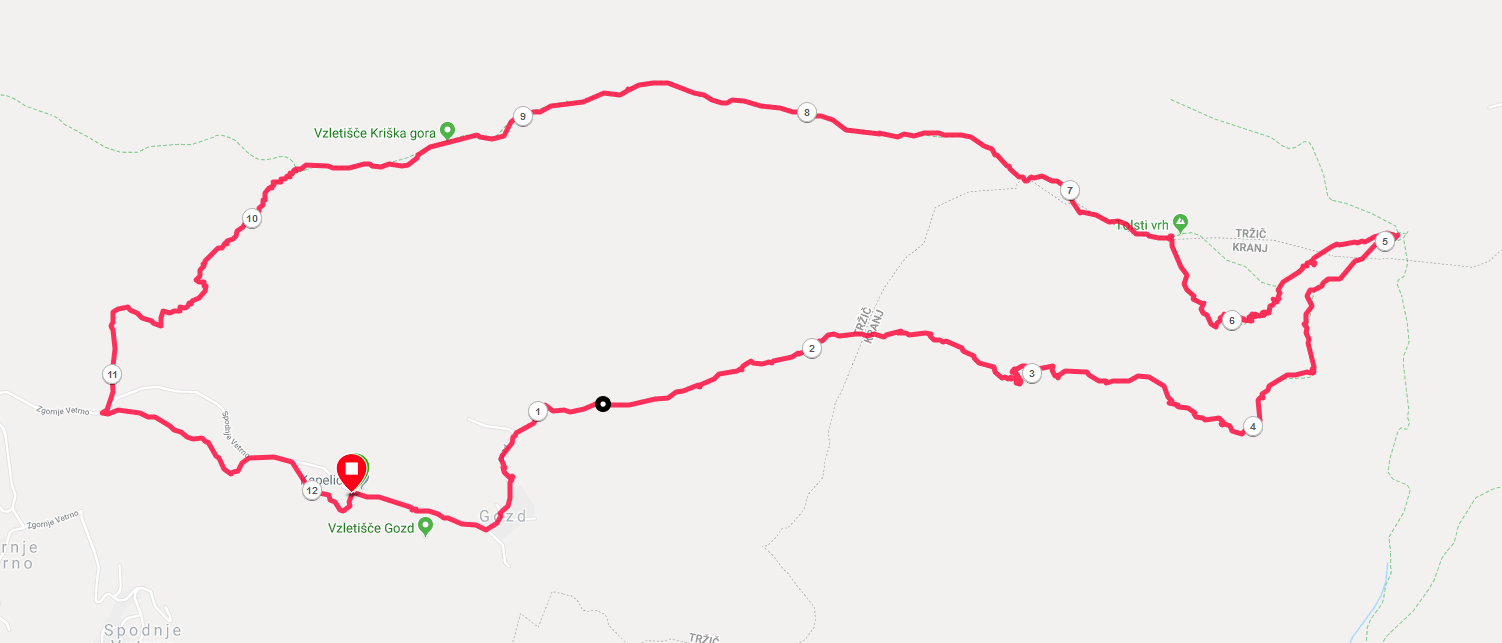 9
8
Vzletišče Kriška gora
7
10
Tolsti vrh
TRŽIČ
KRANJ
5
6
TRŽIČ
KRANJ
2
11
3
Zgornje Vetrno
1
Spodnje Vetrno
4
12
Gozd
Vzletišče Gozd
Zgornje Vetrno
Spodnje
TRŽIČ